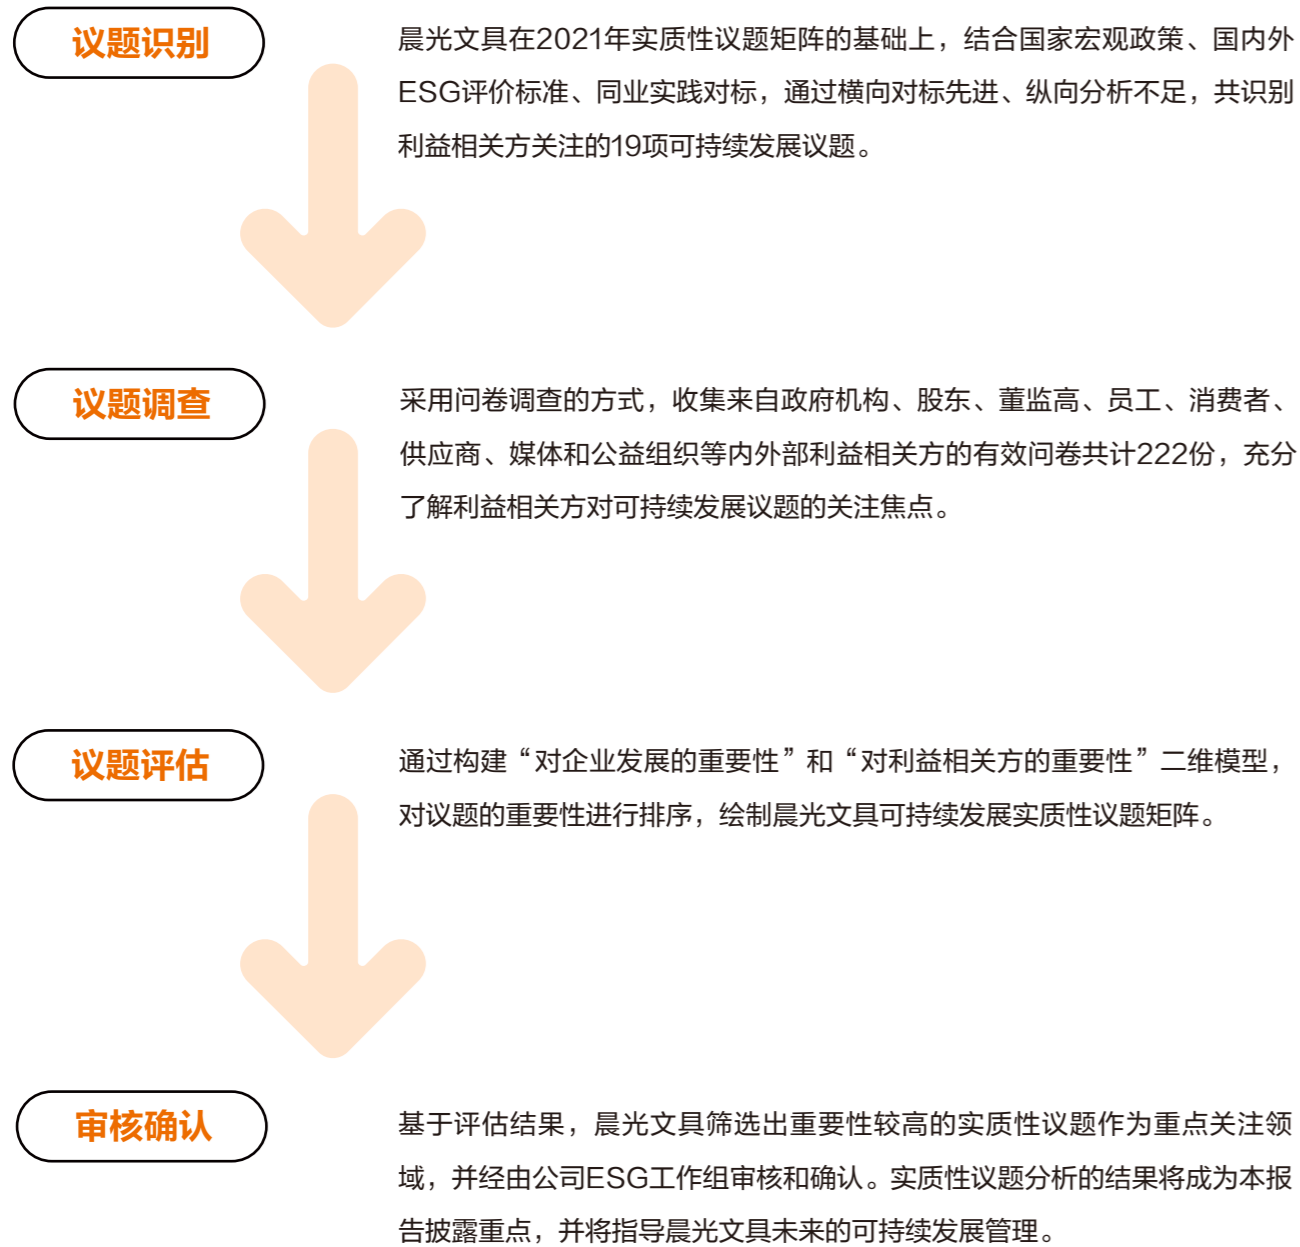 议题识别
晨光文具在2021年实质性议题矩阵的基础上，结合国家宏观政策、国内外
ESG评价标准、同业实践对标，通过横向对标先进、纵向分析不足，共识别
利益相关方关注的19项可持续发展议题。
议题调查
采用问卷调查的方式，收集来自政府机构、股东、董监高、员工、消费者、
供应商、媒体和公益组织等内外部利益相关方的有效问卷共计222份，充分
了解利益相关方对可持续发展议题的关注焦点。
议题评估
通过构建“对企业发展的重要性”和“对利益相关方的重要性”二维模型，
对议题的重要性进行排序，绘制晨光文具可持续发展实质性议题矩阵。
审核确认
基于评估结果，晨光文具筛选出重要性较高的实质性议题作为重点关注领
域，并经由公司ESG工作组审核和确认。实质性议题分析的结果将成为本报
告披露重点，并将指导晨光文具未来的可持续发展管理。